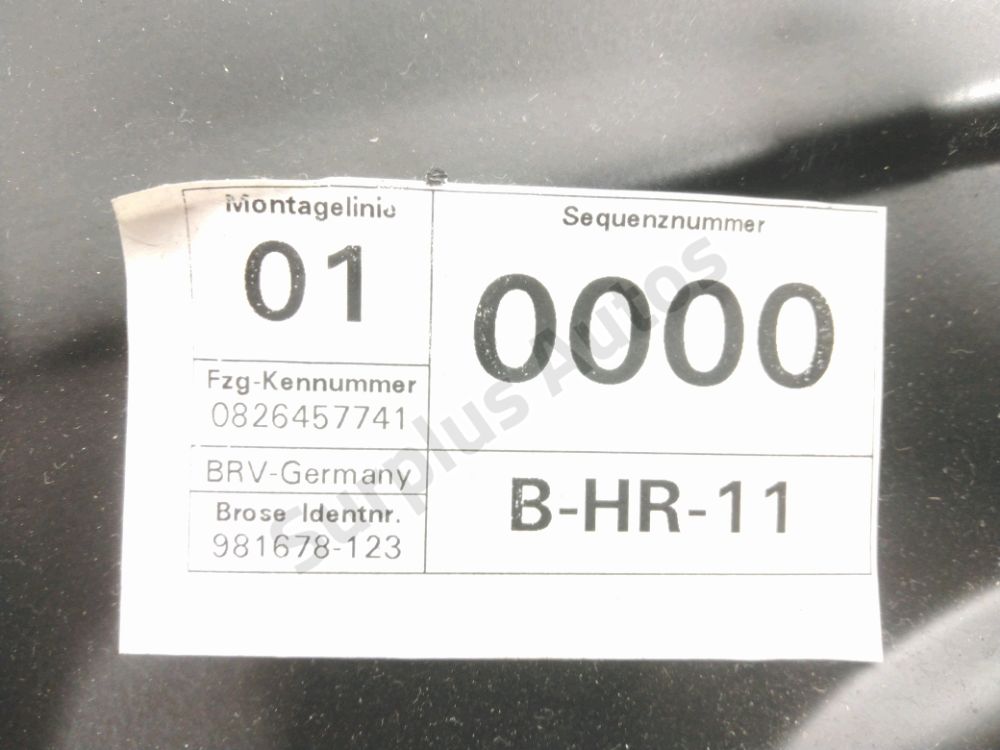 Montagelinie
01
Sequenznummer
0000
Fzg-Kennummer
0826457741
BRV-Germany
Brose Identnr.
981678-123
B-HR-11
Surplus Autos